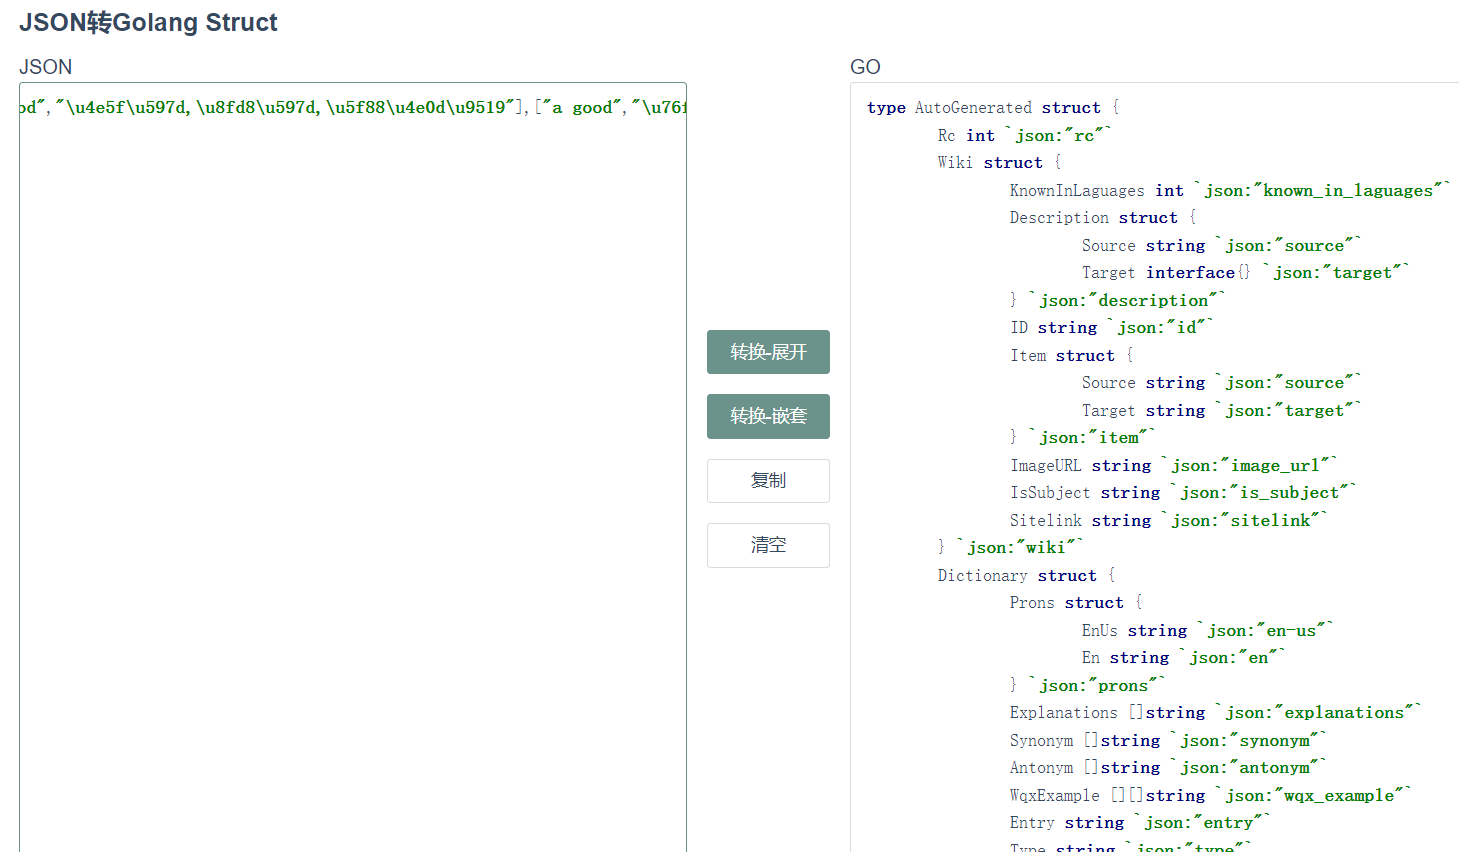 JSON转Golang Struct
JSON
od","\u4e5f\u597d,\u8fd8\u597d,\u5f88\u4e0d\u9519"],["a good","\u76f
转换-展开
转换-嵌套
复制
清空
GO
type AutoGenerated struct {
Rc int `json:"rc"`
Wiki struct {
KnownInLaguages int `json:"known_in_laguages"`
Description struct {
Source string `json:"source"`
Target interface{} `json:"target"`
} `json:"description"`
ID string `json:"id"`
Item struct {
Source string `json:"source"`
Target string `json:"target"`
} `json:"item"`
ImageURL string `json:"image_url"`
IsSubject string `json:"is_subject"`
Sitelink string `json:"sitelink"`
} `json:"wiki"`
Dictionary struct {
Prons struct {
EnUs string `json:"en-us"`
En string `json:"en"`
} `json:"prons"`
Explanations []string `json:"explanations"`
Synonym []string `json:"synonym"`
Antonym []string `json:"antonym"`
WqxExample [][]string `json:"wqx_example"`
Entry string `json:"entry"`
Type string `json:"type"`